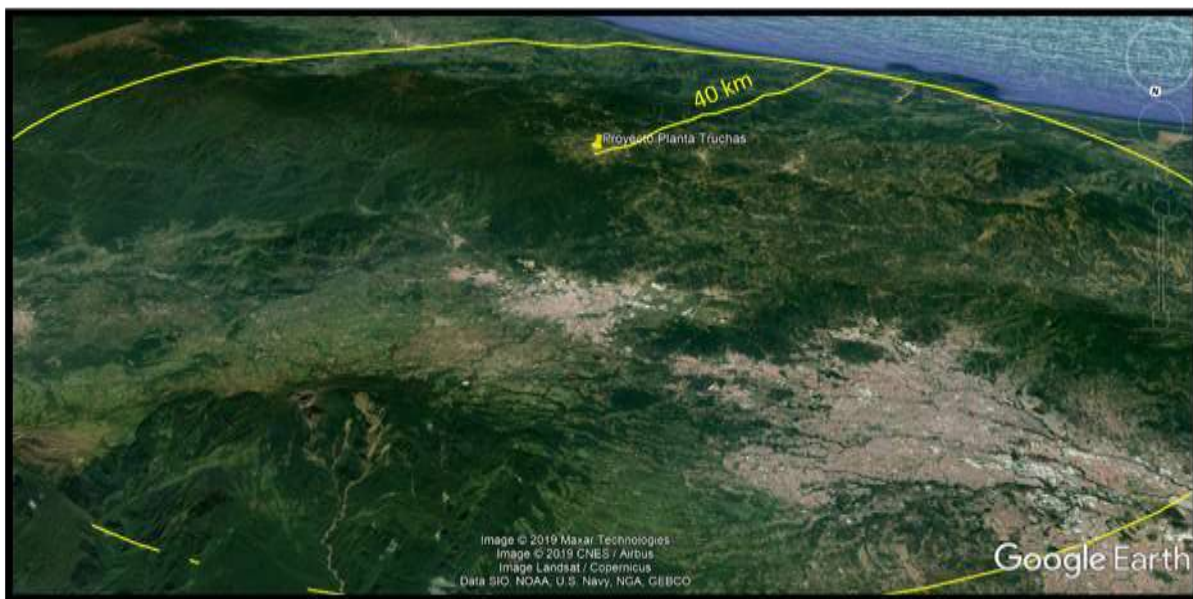 40 km
N
Proyecto Planta Truchas
Image © 2019 Maxar Technologies
Image © 2019 CNES / Airbus
Image Landsat / Copernicus
Data SIO, NOAA, U.S. Navy, NGA, GEBCO
Google Earth